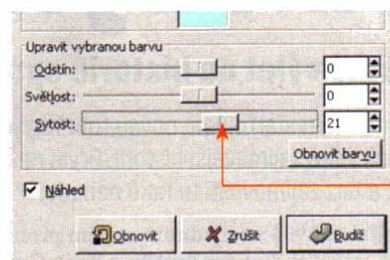 Upravit vybranou barvu
Odstín: 0
Světlost: 0
Sytost: 21
Obnovit barvu
Náhled
Obnovit Zrušit Budiž